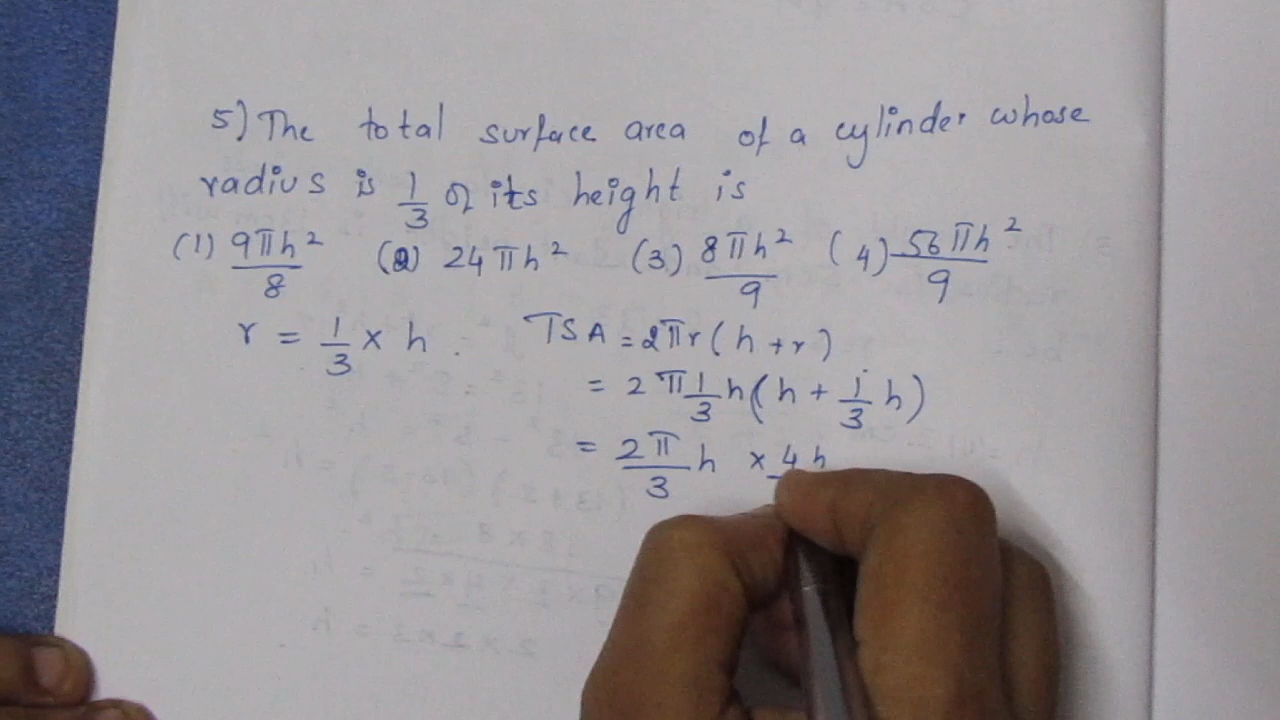 5) The total surface area of a cylinder whose
radius is 1/3 of its height is
(1) 9πh²/8 (2) 24πh² (3) 8πh²/9 (4) 56πh²/9
r = 1/3 × h . TSA = 2πr(h+r)
= 2π 1/3 h(h + 1/3 h)
= 2π/3 h × 4h